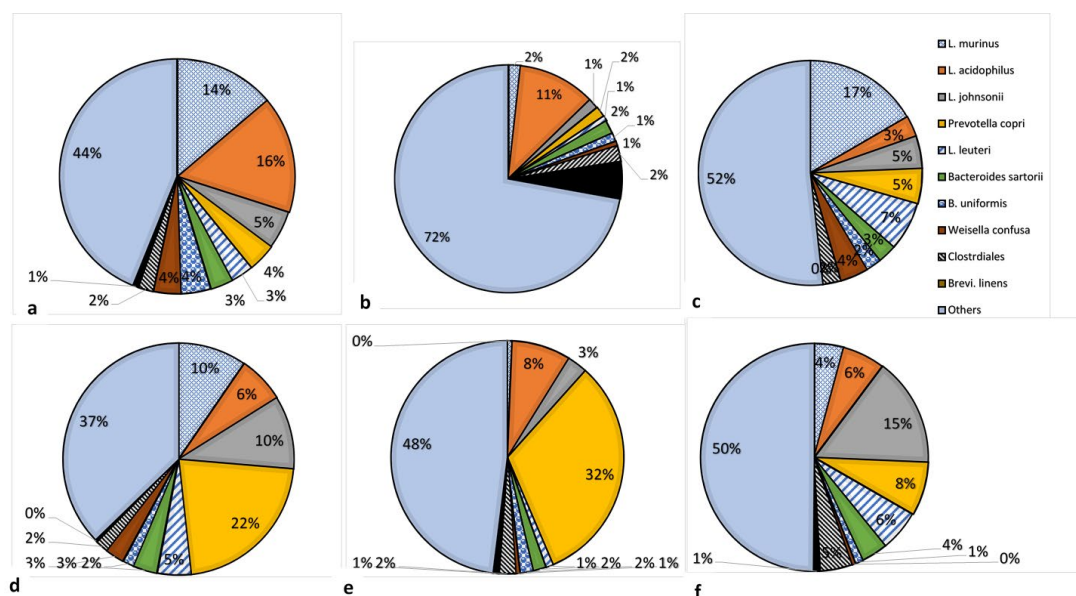 14%
16%
5%
4%
3%
3%
4%
4%
2%
1%
44%
a
2%
11%
1%
2%
1%
2%
1%
1%
2%
2%
72%
b
17%
3%
5%
5%
7%
3%
2%
4%
52%
c
L. murinus
L. acidophilus
L. johnsonii
Prevotella copri
L. leuteri
Bacteroides sartorii
B. uniformis
Weisella confusa
Clostrdiales
Brevi. linens
Others
10%
6%
10%
22%
5%
37%
0%
2%
3% 3% 2%
d
0%
8%
3%
32%
48%
1% 2% 1% 2% 2% 1%
e
4%
6%
15%
8%
6%
4% 1%
0%
5%
1%
50%
f